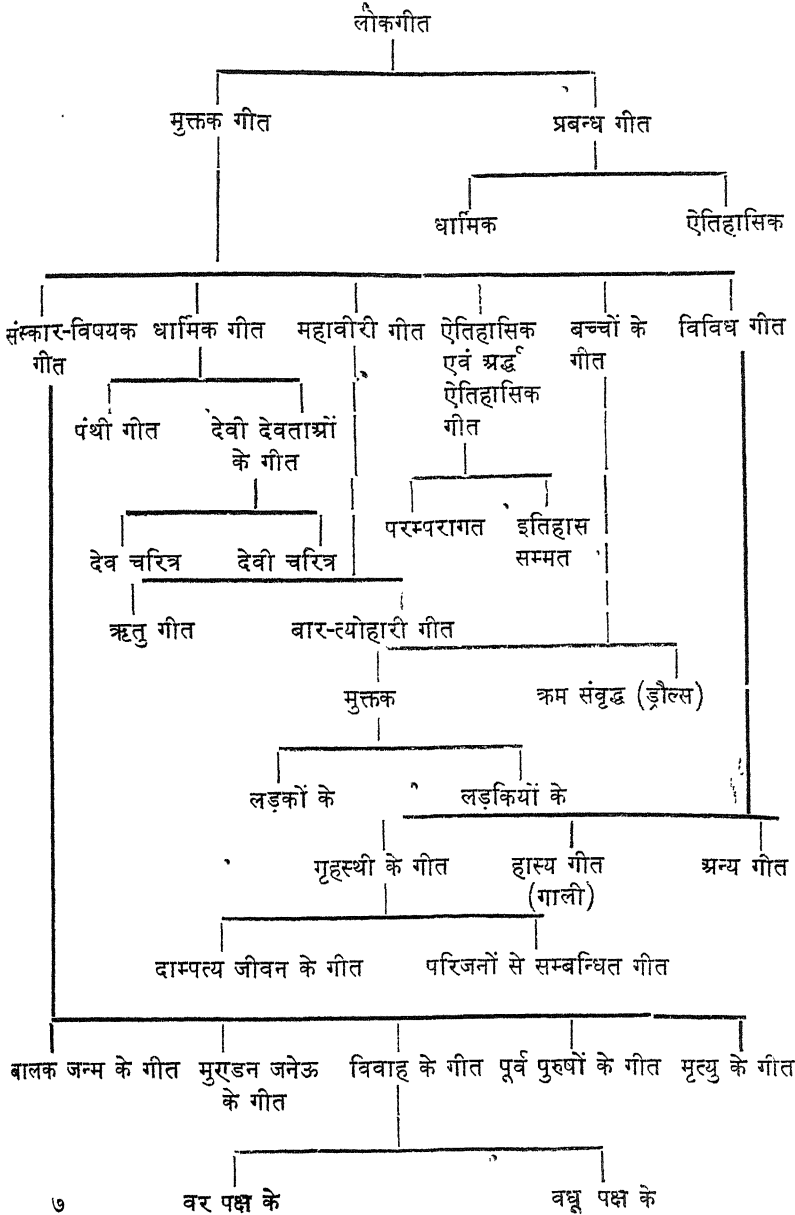 लोकगीत
मुक्तक गीत प्रबन्ध गीत
धार्मिक ऐतिहासिक
संस्कार-विषयक धार्मिक गीत महावीरी गीत ऐतिहासिक बच्चों के विविध गीत
गीत एवं अर्द्ध गीत
ऐतिहासिक
पंथी गीत देवी देवताओं गीत
के गीत
परम्परागत इतिहास
देव चरित्र देवी चरित्र सम्मत
ऋतु गीत बार-त्योहारी गीत
मुक्तक क्रम संवृद्ध (ड्रौल्स)
लड़कों के लड़कियों के
गृहस्थी के गीत हास्य गीत अन्य गीत
(गाली)
दाम्पत्य जीवन के गीत परिजनों से सम्बन्धित गीत
बालक जन्म के गीत मुण्डन जनेऊ विवाह के गीत पूर्व पुरुषों के गीत मृत्यु के गीत
के गीत
७ वर पक्ष के वधू पक्ष के